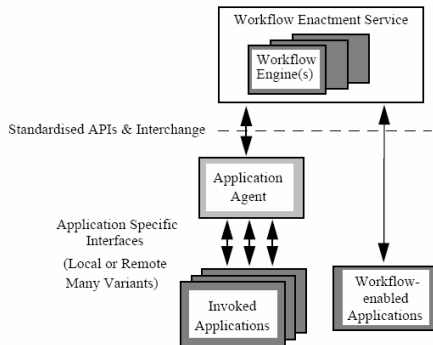 Workflow Enactment Service
Workflow
Engine(s)
Standardised APIs & Interchange
Application
Agent
Application Specific
Interfaces
(Local or Remote
Many Variants)
Invoked
Applications
Workflow-
enabled
Applications